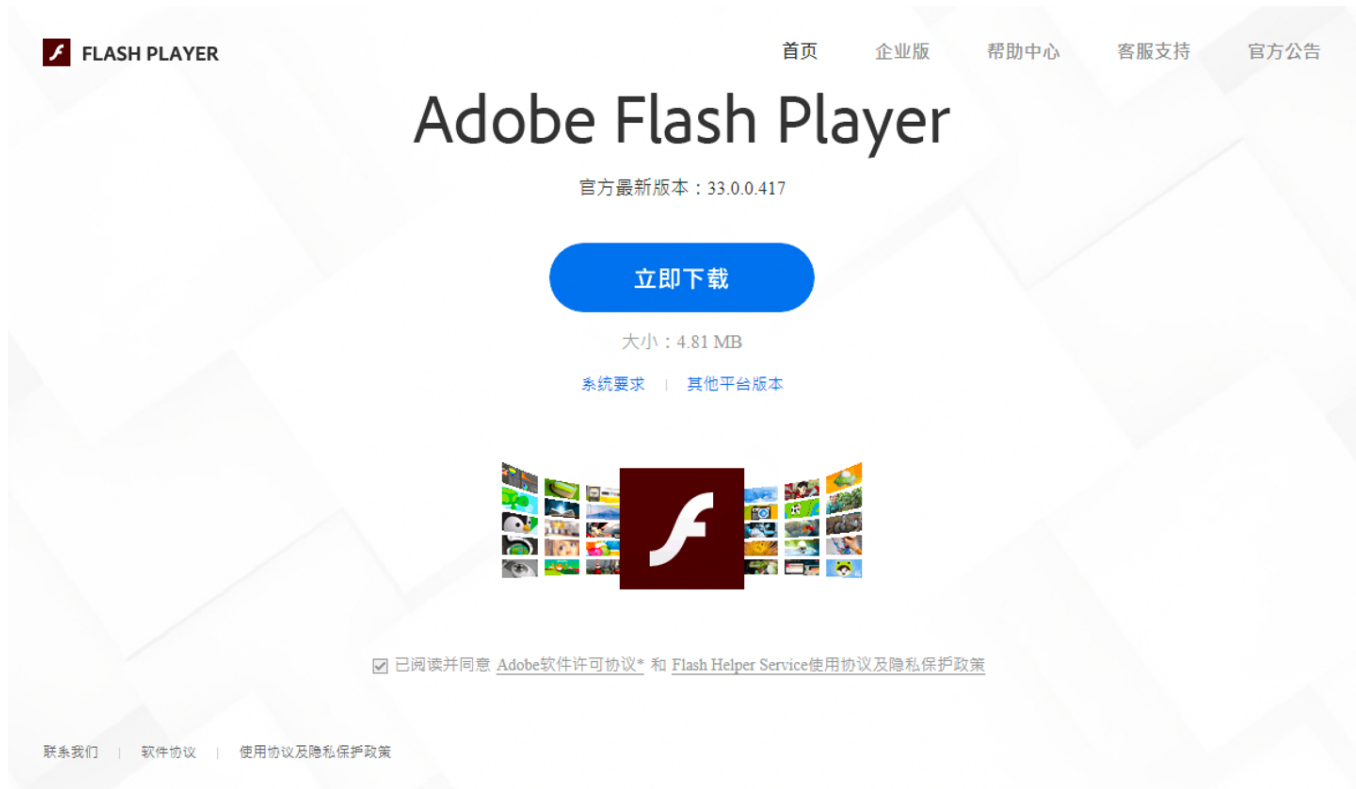 FLASH PLAYER
首页 企业版 帮助中心 客服支持 官方公告
Adobe Flash Player
官方最新版本：33.0.0.417
立即下载
大小：4.81 MB
系统要求 | 其他平台版本
已阅读并同意 Adobe软件许可协议* 和 Flash Helper Service使用协议及隐私保护政策
联系我们 | 软件协议 | 使用协议及隐私保护政策